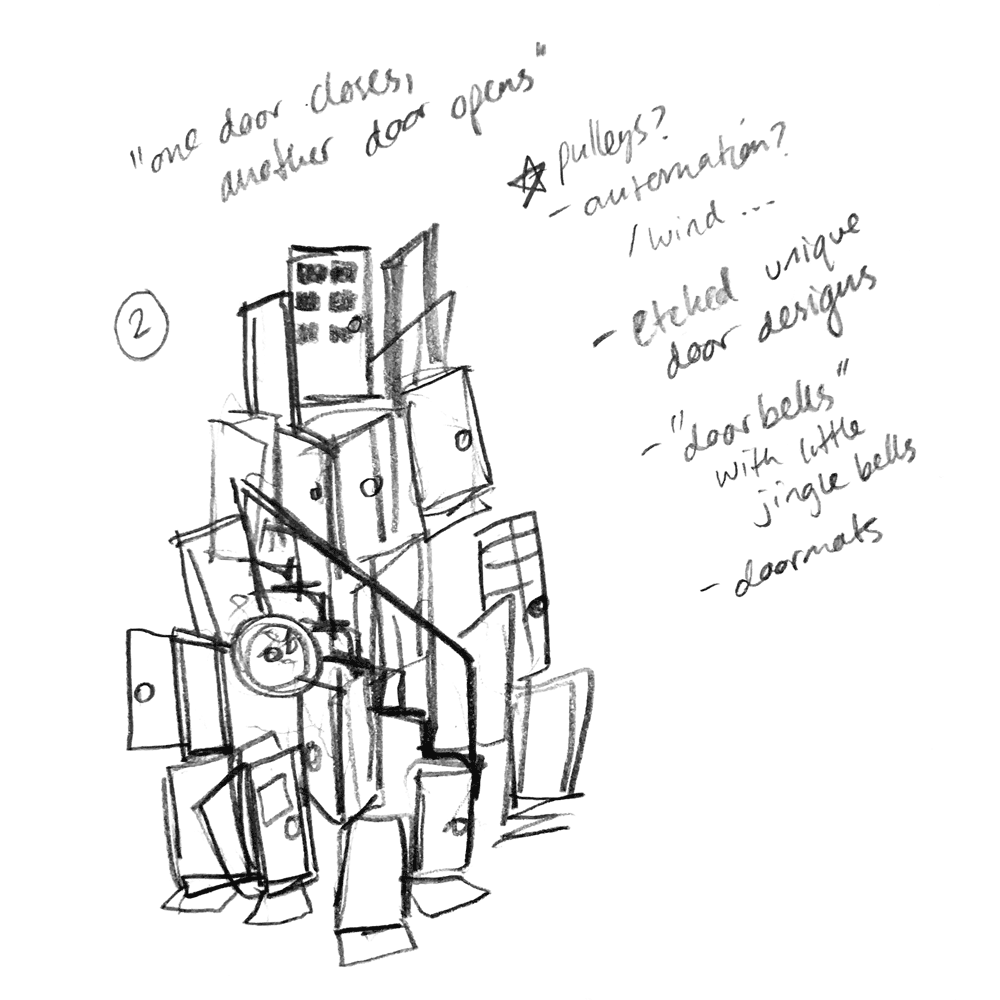 "one door closes,
another door opens"
pulleys?
- automation?
/ wind ...
- etched unique
door designs
- "doorbells"
with little
jingle bells
- doormats
2